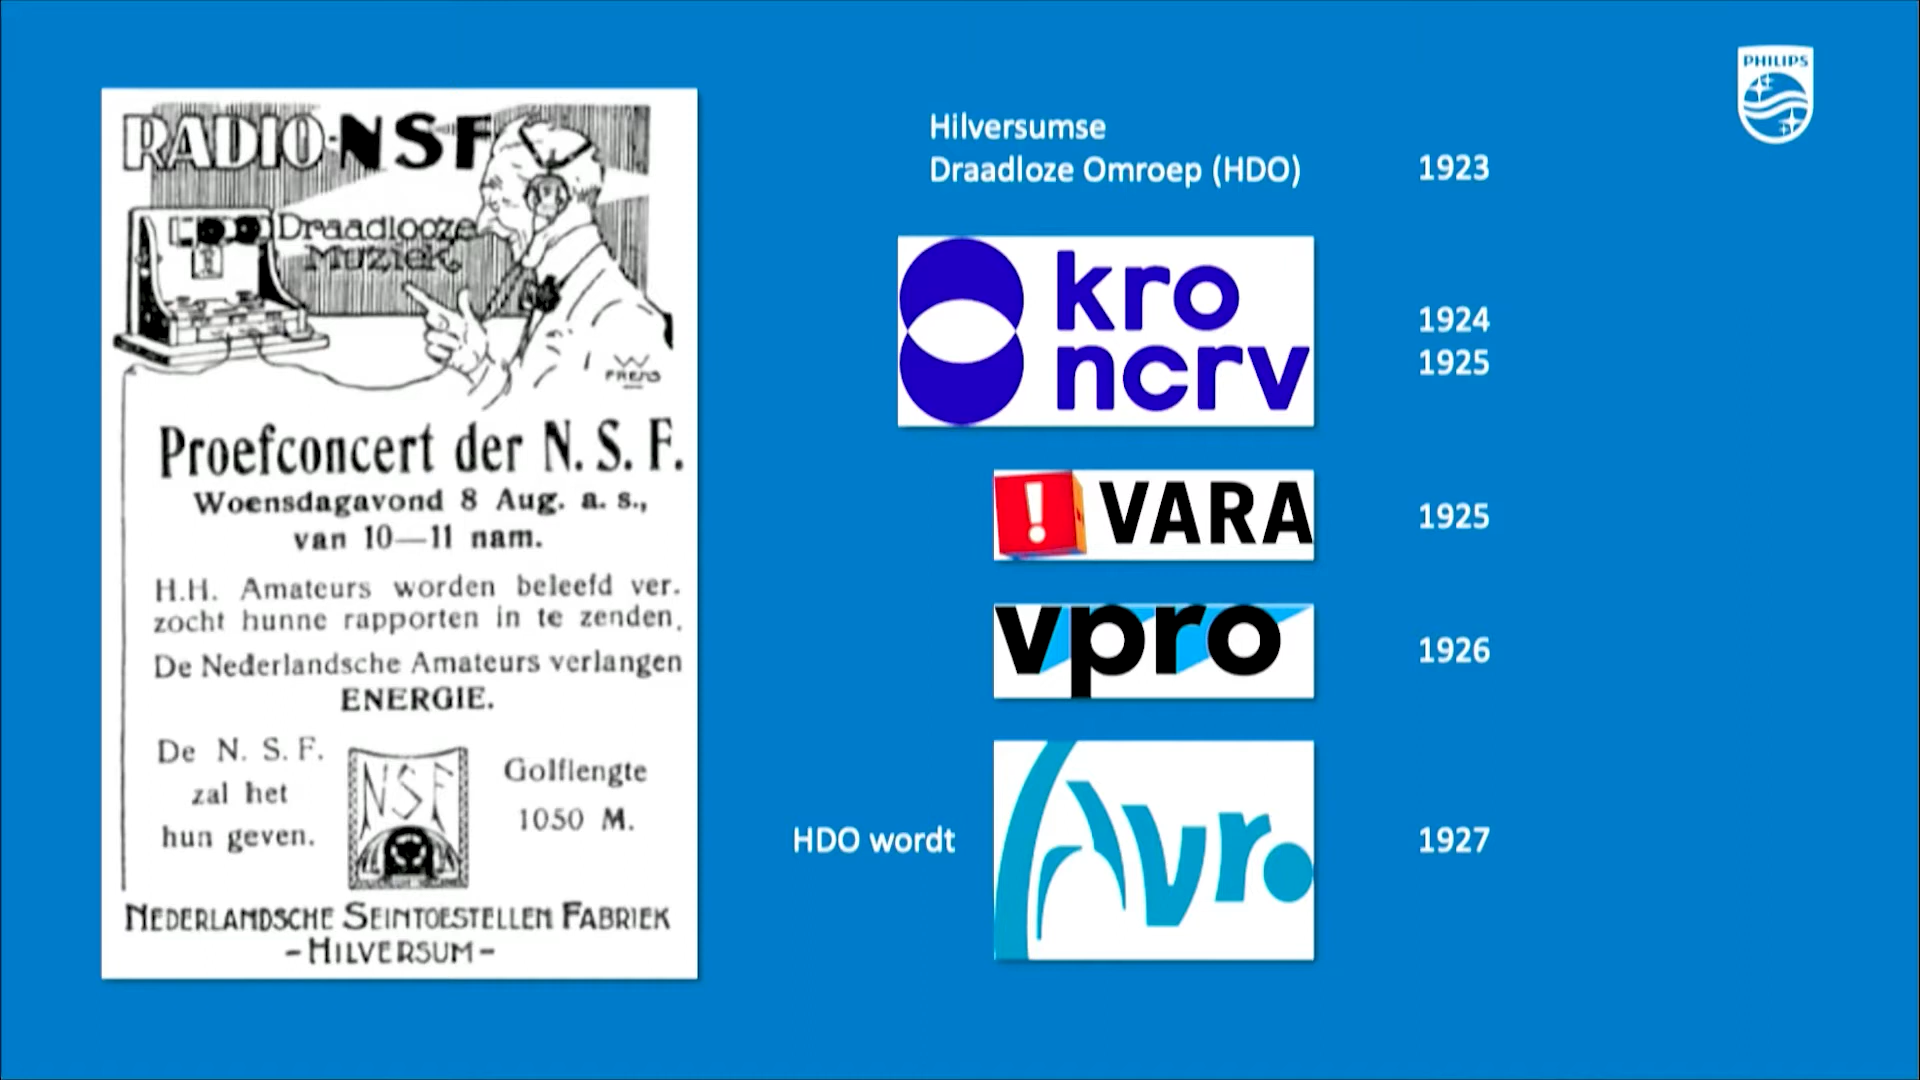 RADIO-NSF
Draadlooze
Muziek
W
FRENS
Proefconcert der N. S. F.
Woensdagavond 8 Aug. a. s.,
van 10—11 nam.
H.H. Amateurs worden beleefd ver-
zocht hunne rapporten in te zenden.
De Nederlandsche Amateurs verlangen
ENERGIE.
De N. S. F.
zal het
hun geven.
NSF
Golflengte
1050 M.
NEDERLANDSCHE SEINTOESTELLEN FABRIEK
-HILVERSUM-
Hilversumse
Draadloze Omroep (HDO) 1923
kro 1924
ncrv 1925
! VARA 1925
vpro 1926
HDO wordt Avro 1927
PHILIPS